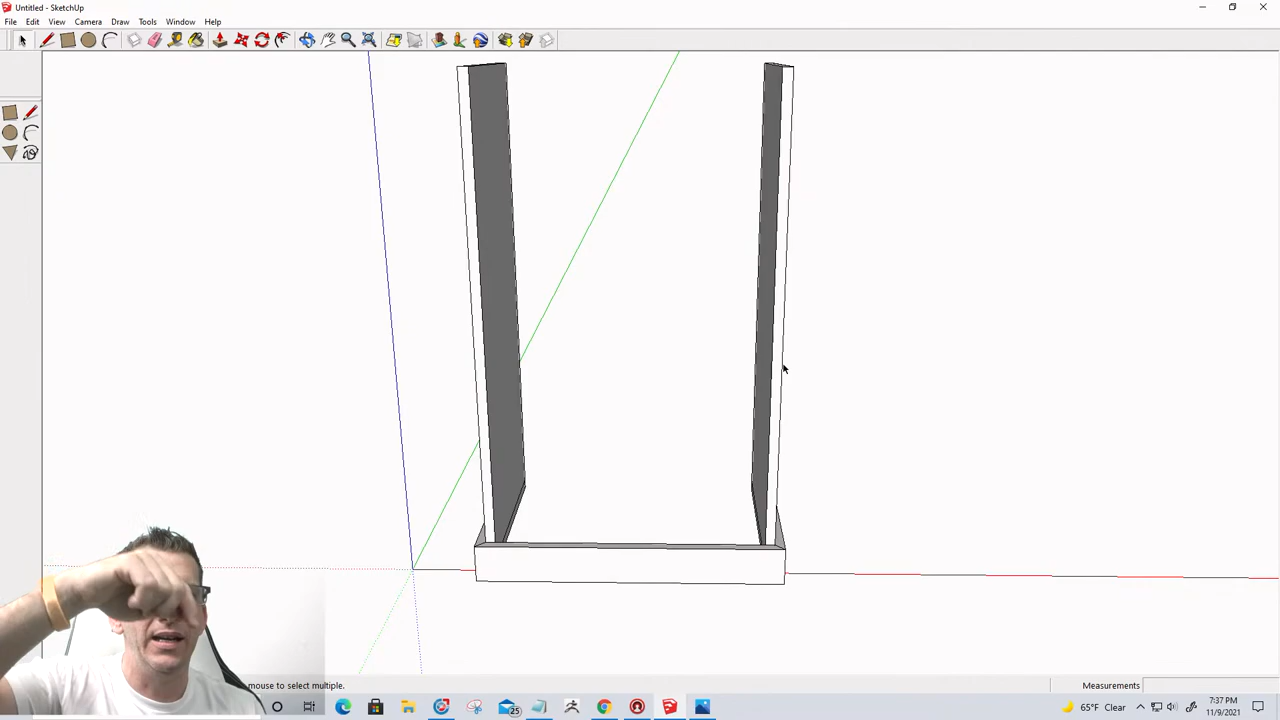 Untitled - SketchUp
File Edit View Camera Draw Tools Window Help
mouse to select multiple.
Measurements
25
65°F Clear
7:37 PM
11/9/2021